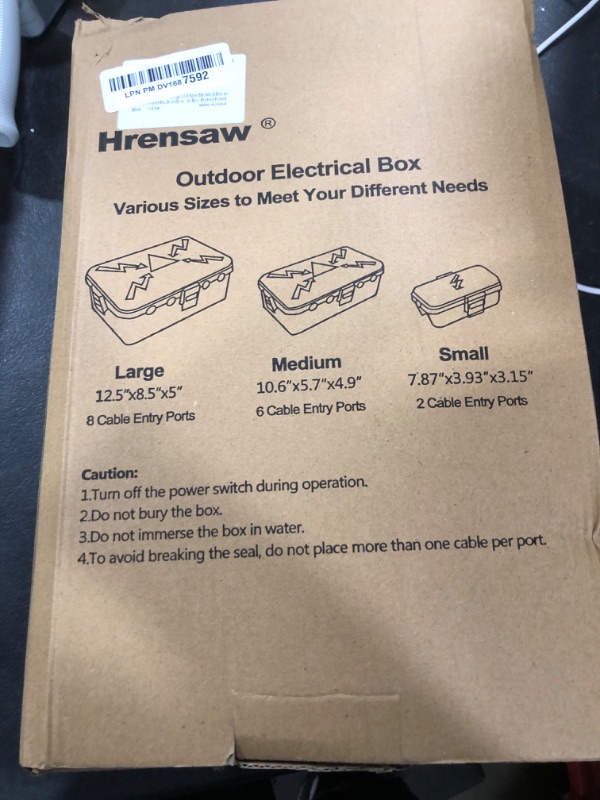 LPN PM DV168 7592
Hrensaw ®
Outdoor Electrical Box
Various Sizes to Meet Your Different Needs
Large
12.5"x8.5"x5"
8 Cable Entry Ports
Medium
10.6"x5.7"x4.9"
6 Cable Entry Ports
Small
7.87"x3.93"x3.15"
2 Cable Entry Ports
Caution:
1.Turn off the power switch during operation.
2.Do not bury the box.
3.Do not immerse the box in water.
4.To avoid breaking the seal, do not place more than one cable per port.